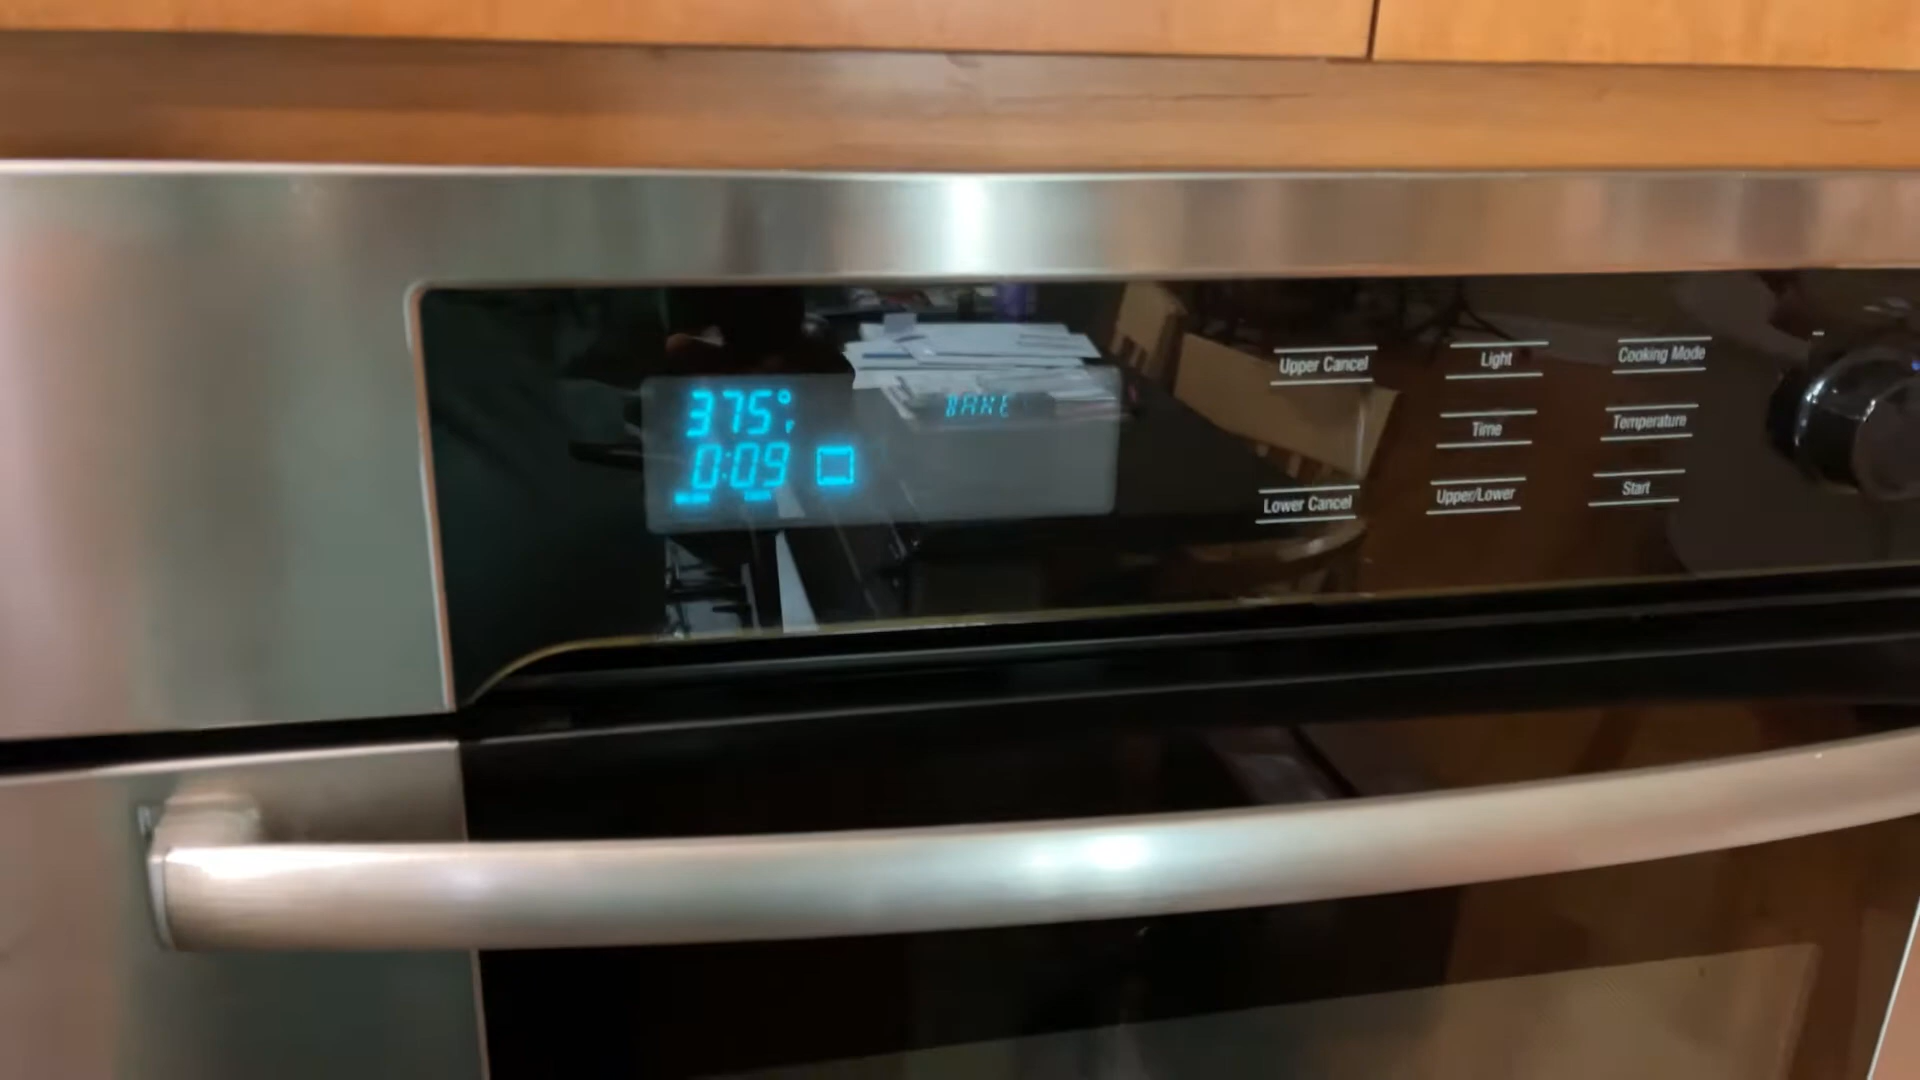 375°F
0:09
BAKE
Upper Cancel
Light
Cooking Mode
Time
Temperature
Lower Cancel
Upper/Lower
Start